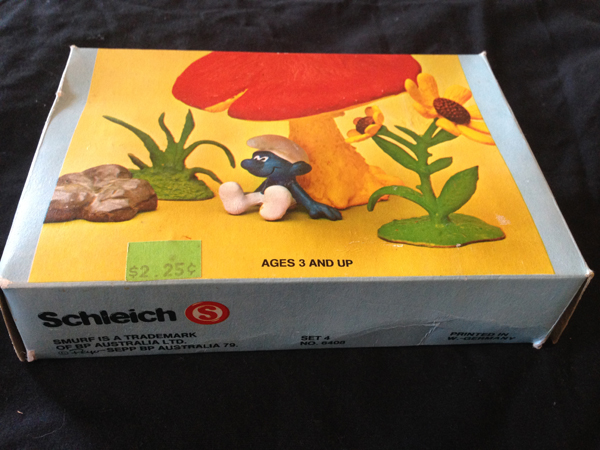 $2.25¢
AGES 3 AND UP
Schleich S
SMURF IS A TRADEMARK
OF BP AUSTRALIA LTD.
SEPP BP AUSTRALIA 79.
SET 4
NO.
PRINTED IN
W. GERMANY